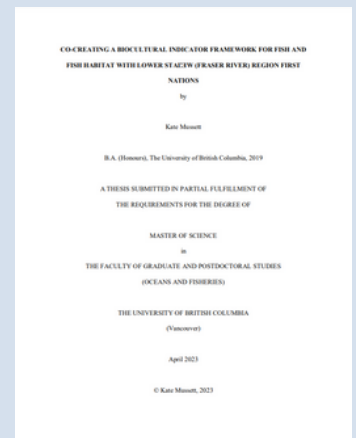 CO-CREATING A BIOCULTURAL INDICATOR FRAMEWORK FOR FISH AND
FISH HABITAT WITH LOWER STAL̓ƏW̓ (FRASER RIVER) REGION FIRST
NATIONS
by
Kate Mussett
B.A. (Honours), The University of British Columbia, 2019
A THESIS SUBMITTED IN PARTIAL FULFILLMENT OF
THE REQUIREMENTS FOR THE DEGREE OF
MASTER OF SCIENCE
in
THE FACULTY OF GRADUATE AND POSTDOCTORAL STUDIES
(OCEANS AND FISHERIES)
THE UNIVERSITY OF BRITISH COLUMBIA
(Vancouver)
April 2023
© Kate Mussett, 2023